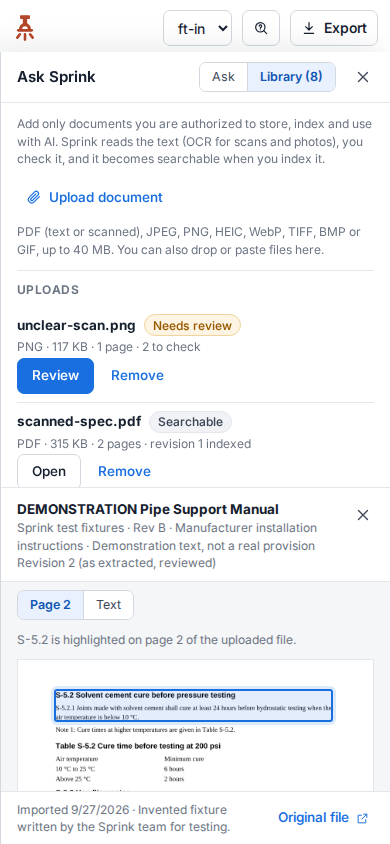 ft-in
Export
Ask Sprink
Ask
Library (8)
Add only documents you are authorized to store, index and use
with AI. Sprink reads the text (OCR for scans and photos), you
check it, and it becomes searchable when you index it.
Upload document
PDF (text or scanned), JPEG, PNG, HEIC, WebP, TIFF, BMP or
GIF, up to 40 MB. You can also drop or paste files here.
UPLOADS
unclear-scan.png Needs review
PNG · 117 KB · 1 page · 2 to check
Review Remove
scanned-spec.pdf Searchable
PDF · 315 KB · 2 pages · revision 1 indexed
Open Remove
DEMONSTRATION Pipe Support Manual
Sprink test fixtures · Rev B · Manufacturer installation
instructions · Demonstration text, not a real provision
Revision 2 (as extracted, reviewed)
Page 2 Text
S-5.2 is highlighted on page 2 of the uploaded file.
S-5.2 Solvent cement cure before pressure testing
S-5.2.1 Joints made with solvent cement shall cure at least 24 hours before hydrostatic testing when the
air temperature is below 10 °C.
Note 1: Cure times at higher temperatures are given in Table S-5.2.
Table S-5.2 Cure time before testing at 200 psi
Air temperature Minimum cure
10 °C to 25 °C 6 hours
Above 25 °C 2 hours
Imported 9/27/2026 · Invented fixture
written by the Sprink team for testing.
Original file